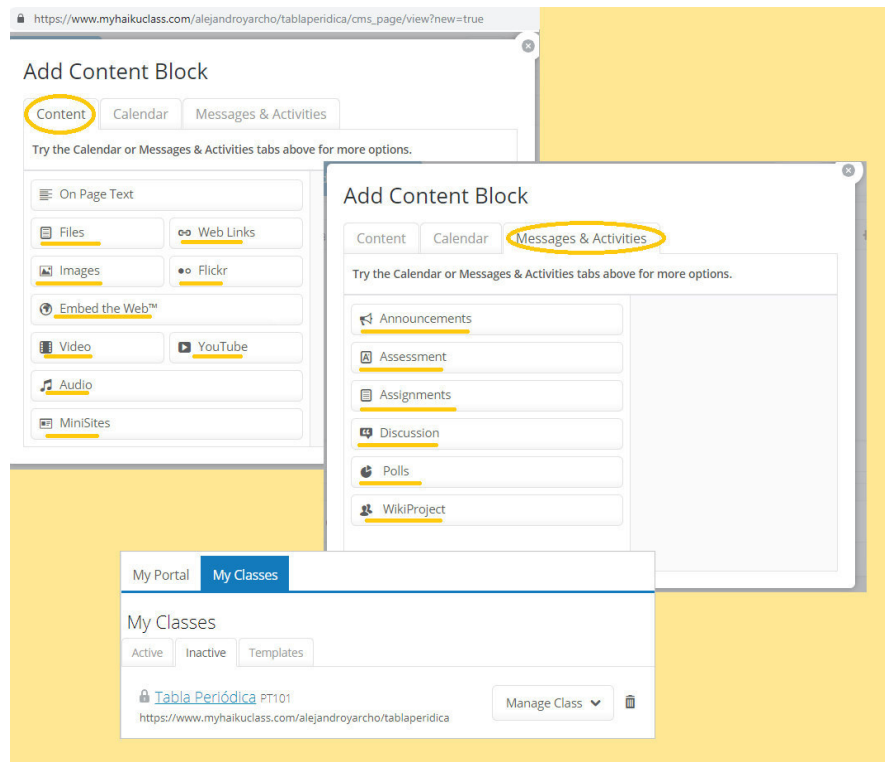 https://www.myhaikuclass.com/alejandroyarcho/tablaperidica/cms_page/view?new=true
Add Content Block
Content Calendar Messages & Activities
Try the Calendar or Messages & Activities tabs above for more options.
On Page Text
Files Web Links
Images Flickr
Embed the Web™
Video YouTube
Audio
MiniSites
Add Content Block
Content Calendar Messages & Activities
Try the Calendar or Messages & Activities tabs above for more options.
Announcements
Assessment
Assignments
Discussion
Polls
WikiProject
My Portal My Classes
My Classes
Active Inactive Templates
Tabla Periódica PT101
Manage Class
https://www.myhaikuclass.com/alejandroyarcho/tablaperidica